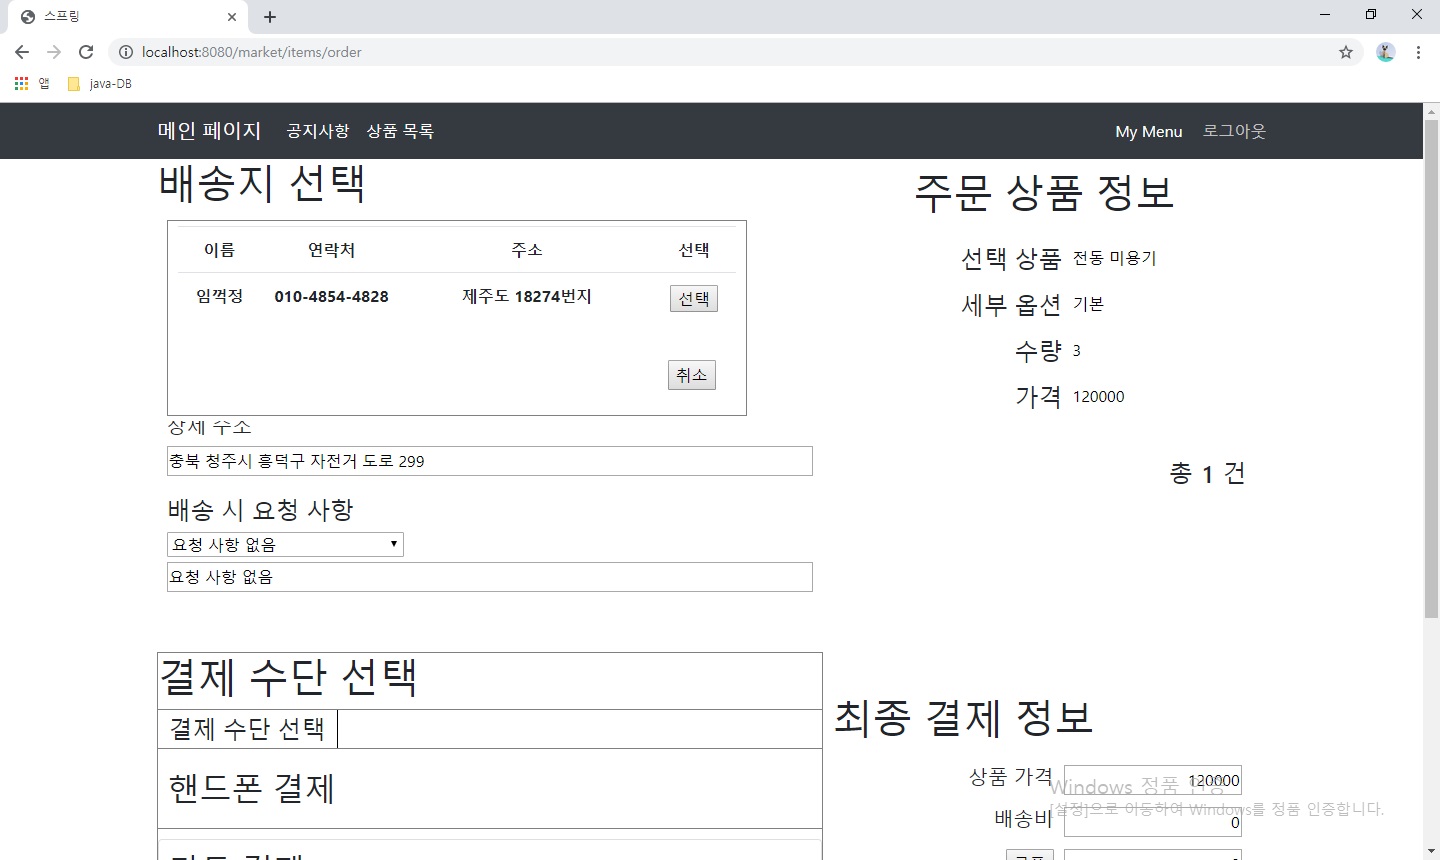 스프링
localhost:8080/market/items/order
앱 java-DB
메인 페이지 공지사항 상품 목록 My Menu 로그아웃
배송지 선택
이름 연락처 주소 선택
임꺽정 010-4854-4828 제주도 18274번지 선택
취소
상세 주소
충북 청주시 흥덕구 자전거 도로 299
배송 시 요청 사항
요청 사항 없음
요청 사항 없음
주문 상품 정보
선택 상품 전동 미용기
세부 옵션 기본
수량 3
가격 120000
총 1 건
결제 수단 선택
결제 수단 선택
핸드폰 결제
최종 결제 정보
상품 가격 120000
배송비 0
Windows 정품 인증
[설정]으로 이동하여 Windows를 정품 인증합니다.